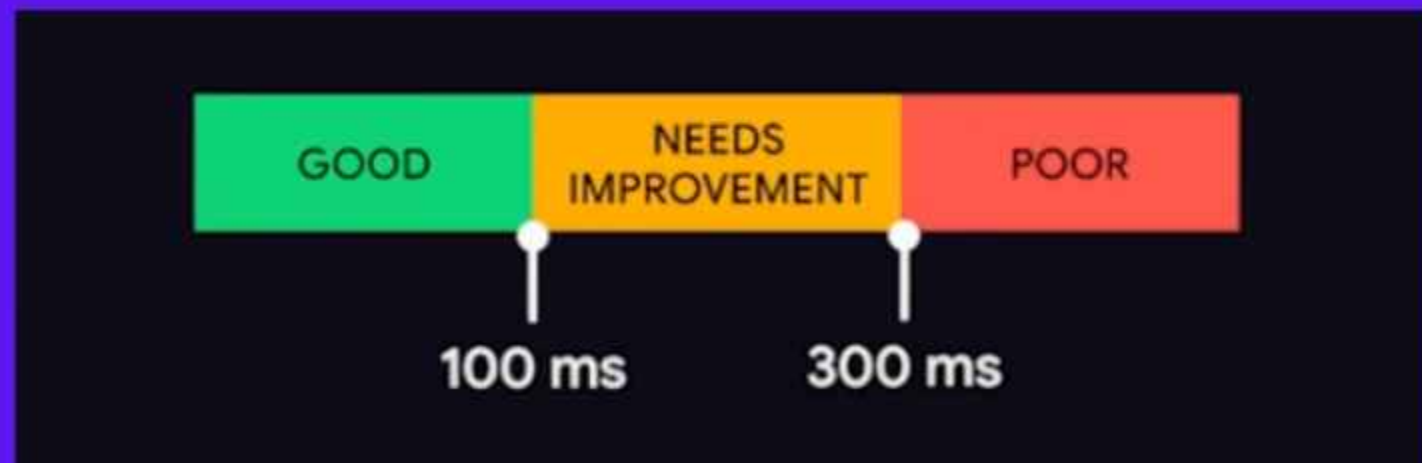 GOOD
NEEDS
IMPROVEMENT
POOR
100 ms
300 ms